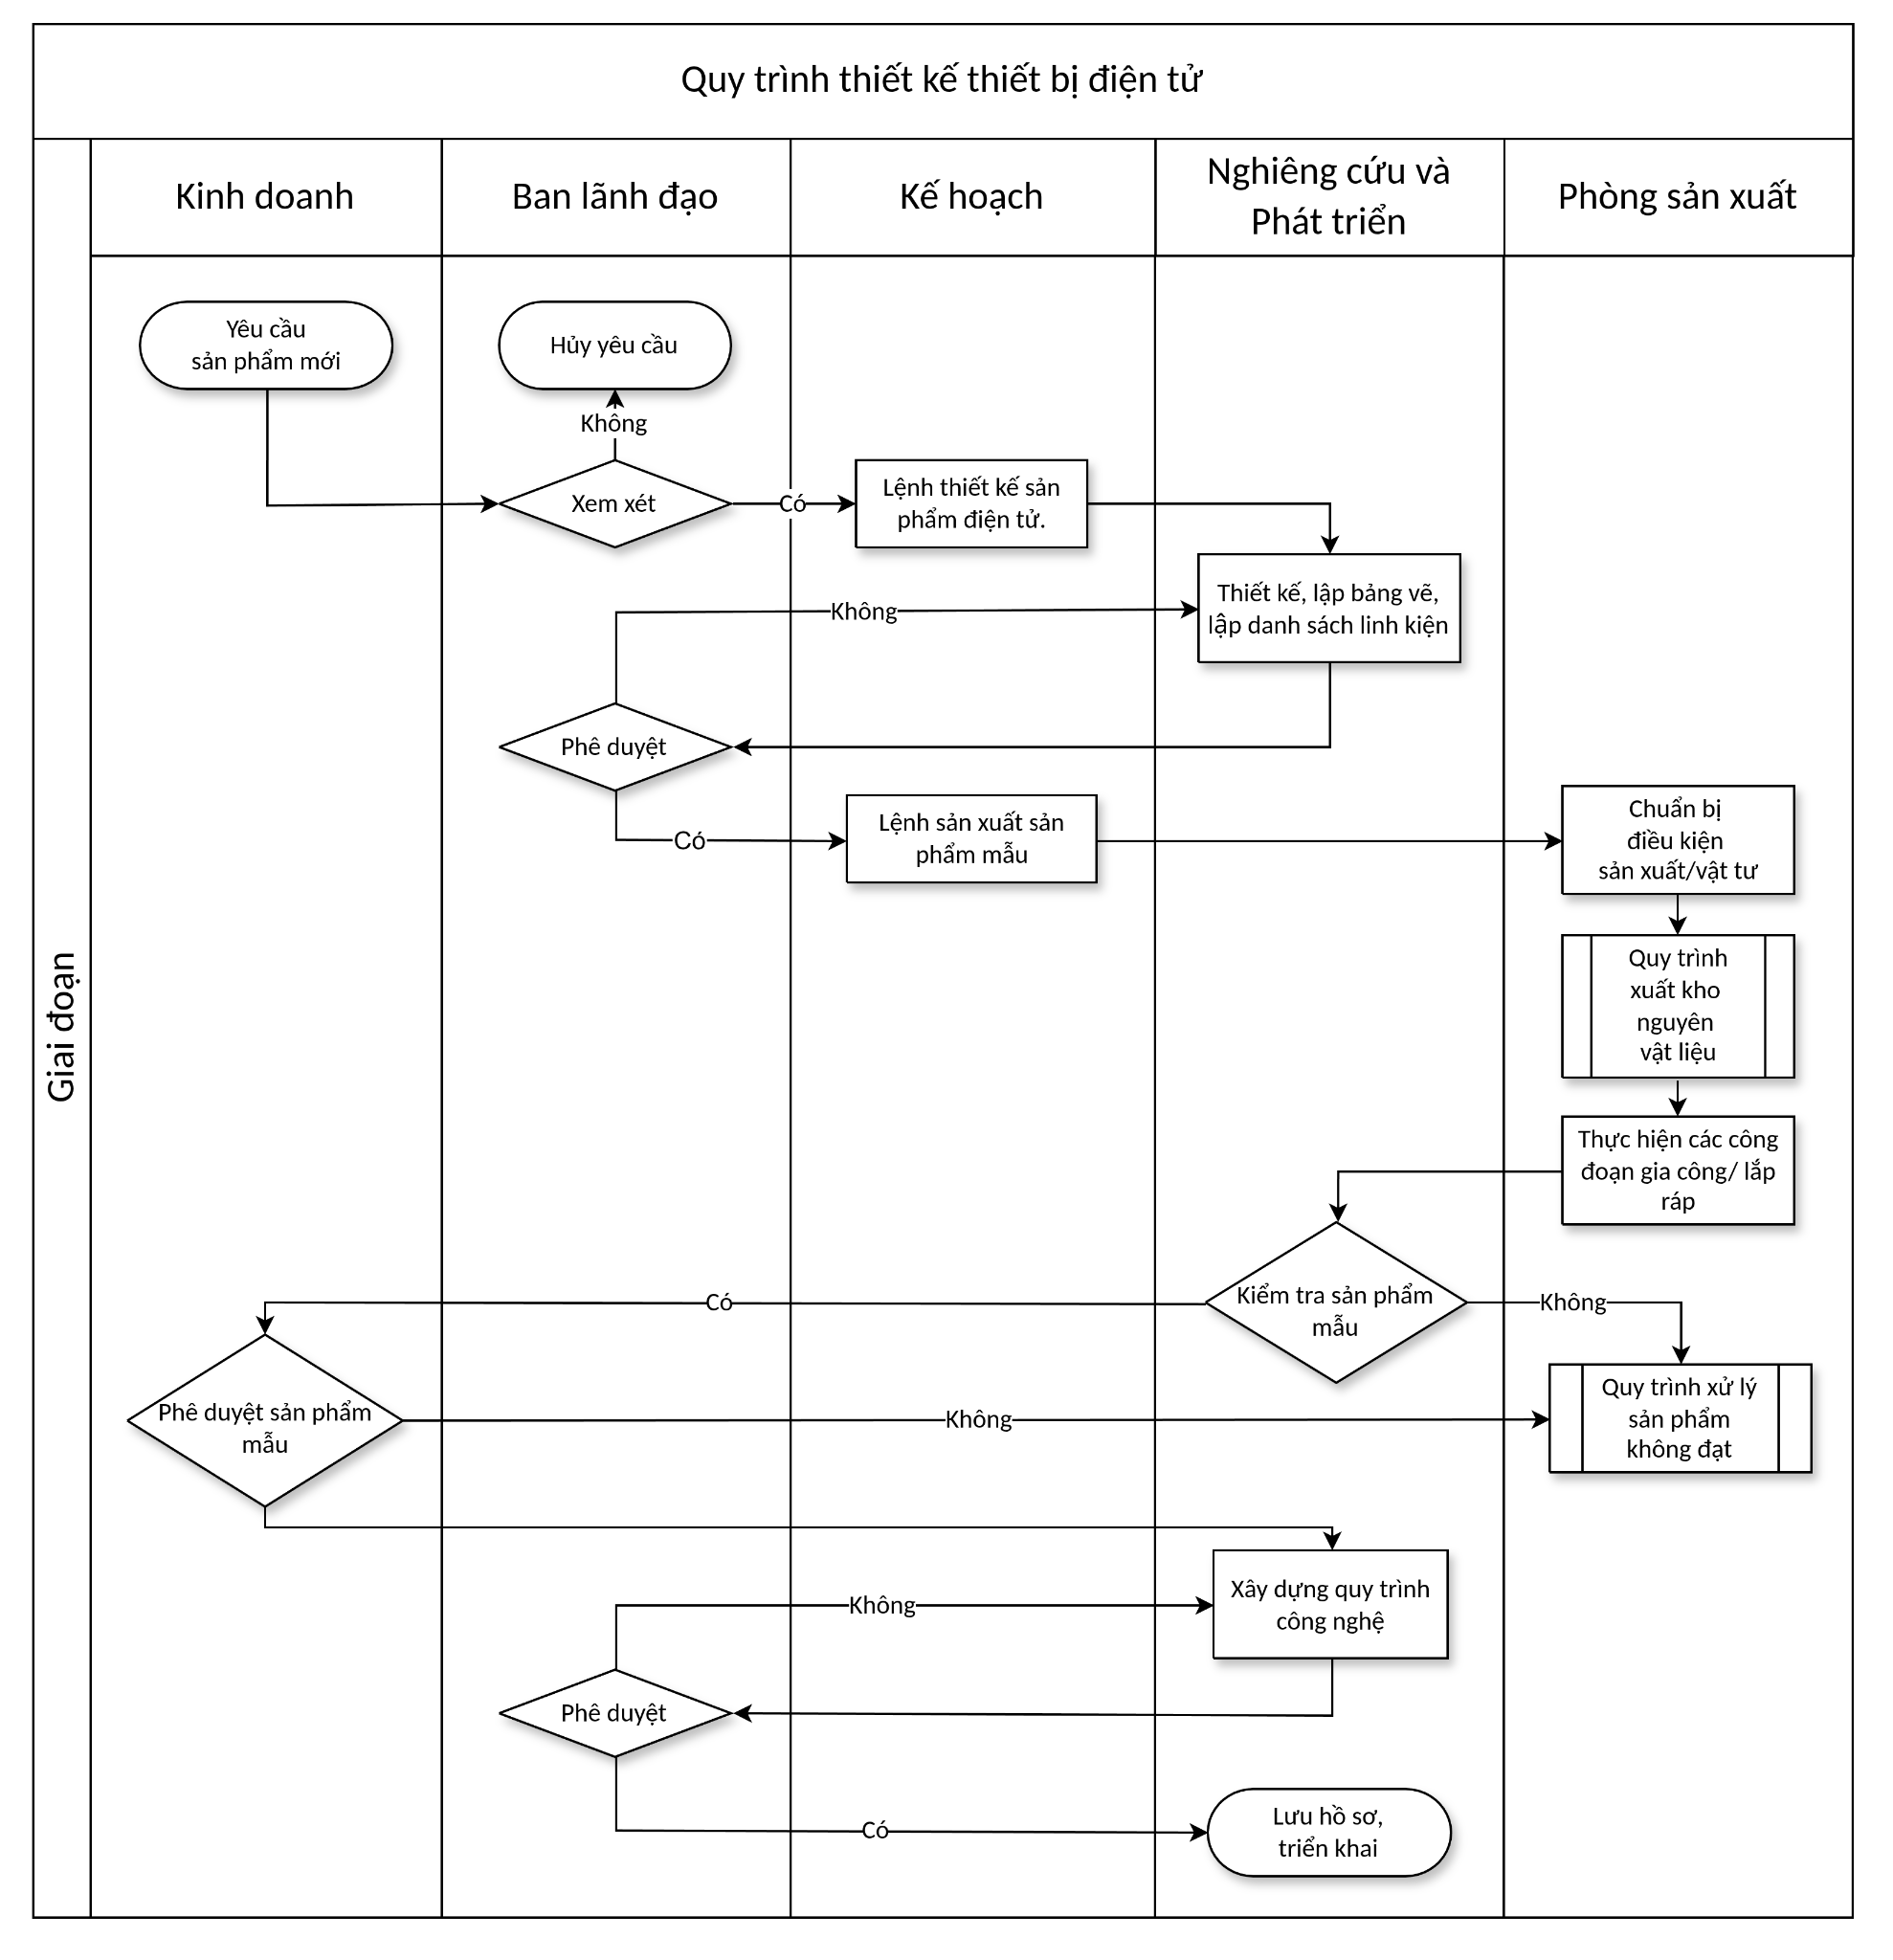 Quy trình thiết kế thiết bị điện tử
Kinh doanh
Ban lãnh đạo
Kế hoạch
Nghiêng cứu và
Phát triển
Phòng sản xuất
Giai đoạn
Yêu cầu
sản phẩm mới
Hủy yêu cầu
Không
Xem xét
Có
Lệnh thiết kế sản
phẩm điện tử.
Thiết kế, lập bảng vẽ,
lập danh sách linh kiện
Không
Phê duyệt
Có
Lệnh sản xuất sản
phẩm mẫu
Chuẩn bị
điều kiện
sản xuất/vật tư
Quy trình
xuất kho
nguyên
vật liệu
Thực hiện các công
đoạn gia công/ lắp
ráp
Kiểm tra sản phẩm
mẫu
Có
Không
Phê duyệt sản phẩm
mẫu
Không
Quy trình xử lý
sản phẩm
không đạt
Xây dựng quy trình
công nghệ
Không
Phê duyệt
Có
Lưu hồ sơ,
triển khai